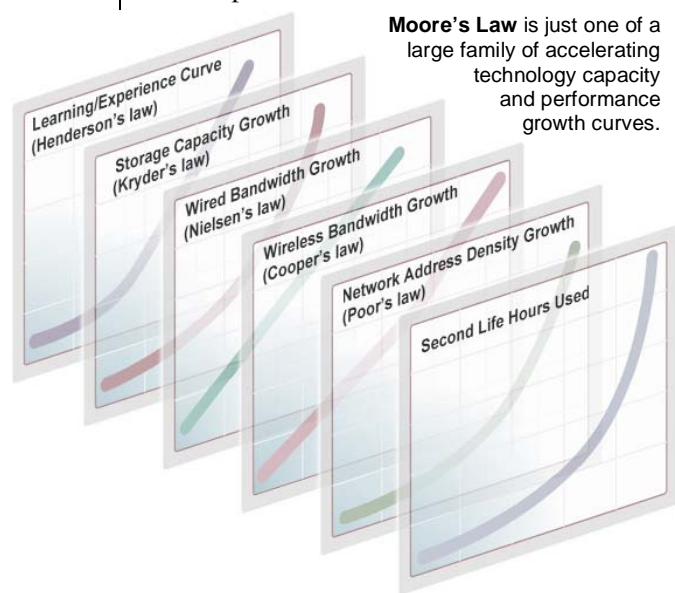 Moore's Law is just one of a
large family of accelerating
technology capacity
and performance
growth curves.
Learning/Experience Curve
(Henderson's law)
Storage Capacity Growth
(Kryder's law)
Wired Bandwidth Growth
(Nielsen's law)
Wireless Bandwidth Growth
(Cooper's law)
Network Address Density Growth
(Poor's law)
Second Life Hours Used